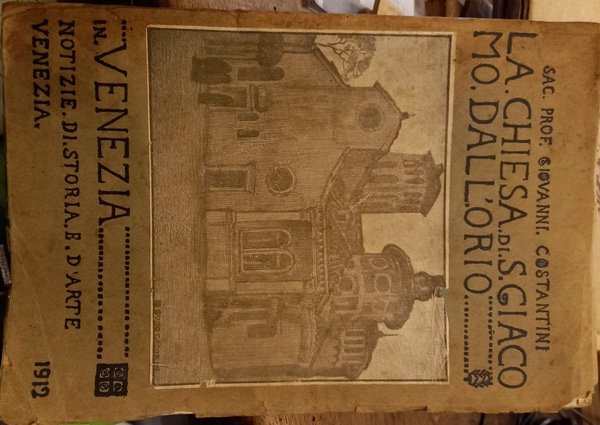 SAC. PROF. GIOVANNI. COSTANTINI
LA. CHIESA. DI. S. GIACO
MO. DALL'ORIO
IN. VENEZIA
NOTIZIE. DI. STORIA. E. D'ARTE
VENEZIA. 1912